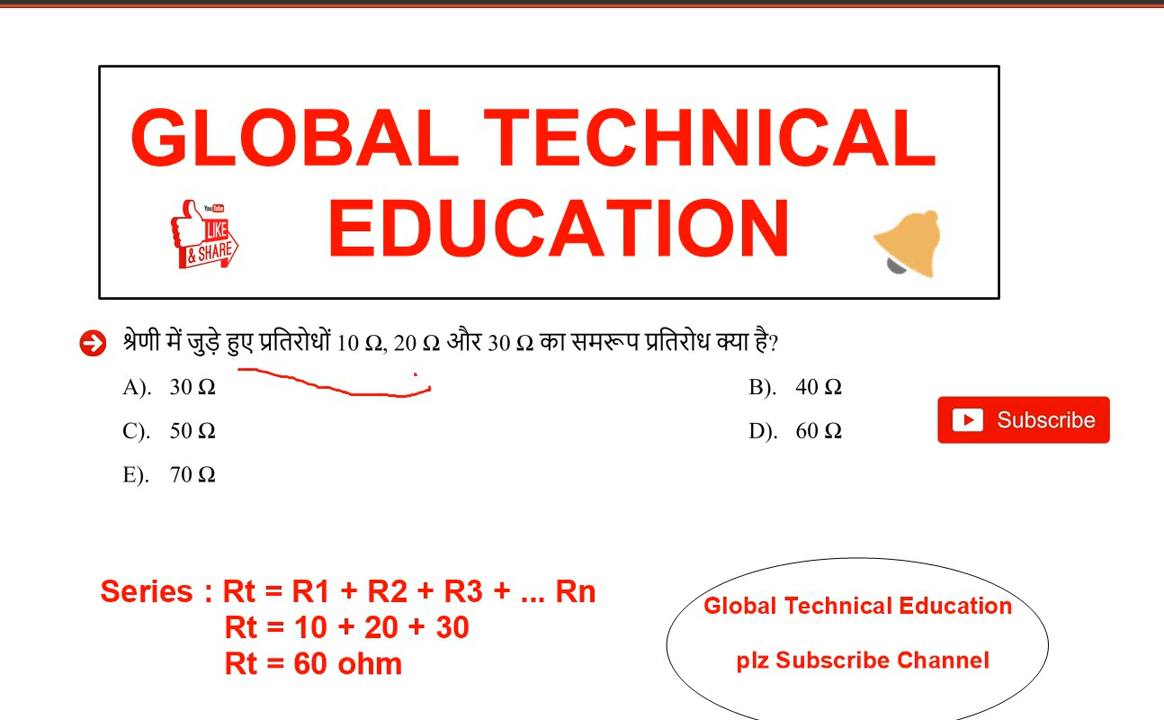 GLOBAL TECHNICAL
EDUCATION
YouTube
LIKE
& SHARE
श्रेणी में जुड़े हुए प्रतिरोधों 10 Ω, 20 Ω और 30 Ω का समरूप प्रतिरोध क्या है?
A). 30 Ω
B). 40 Ω
C). 50 Ω
D). 60 Ω
E). 70 Ω
Subscribe
Series : Rt = R1 + R2 + R3 + ... Rn
Rt = 10 + 20 + 30
Rt = 60 ohm
Global Technical Education
plz Subscribe Channel